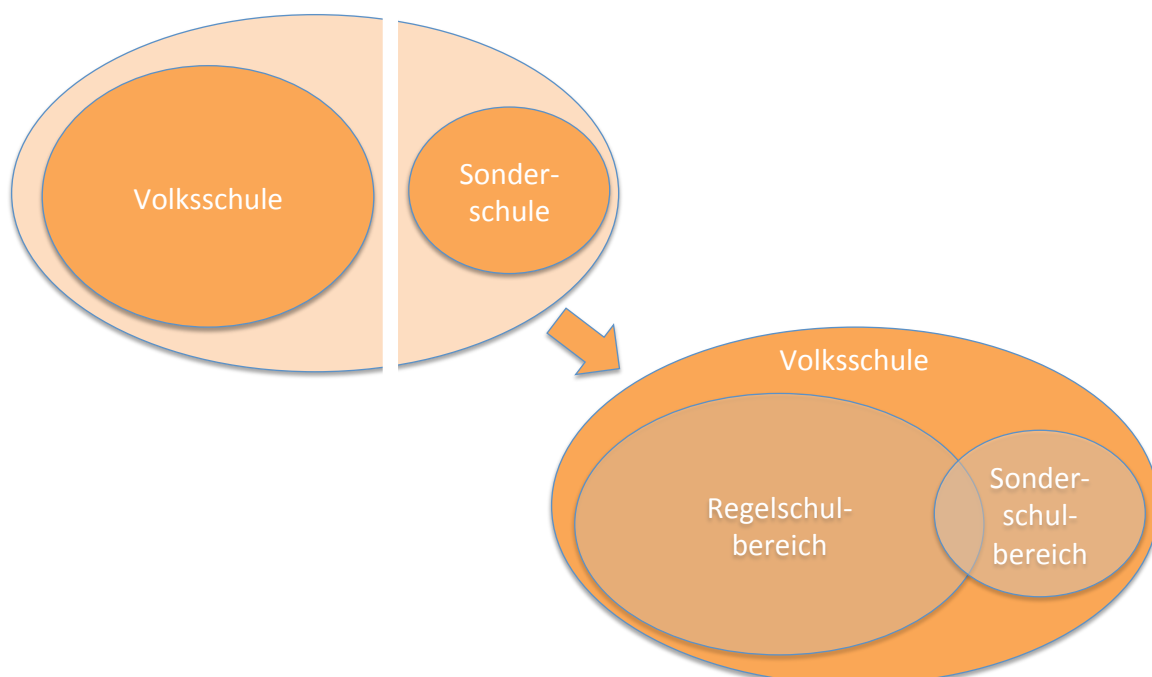 Volksschule
Sonder-
schule
Volksschule
Regelschul-
bereich
Sonder-
schul-
bereich